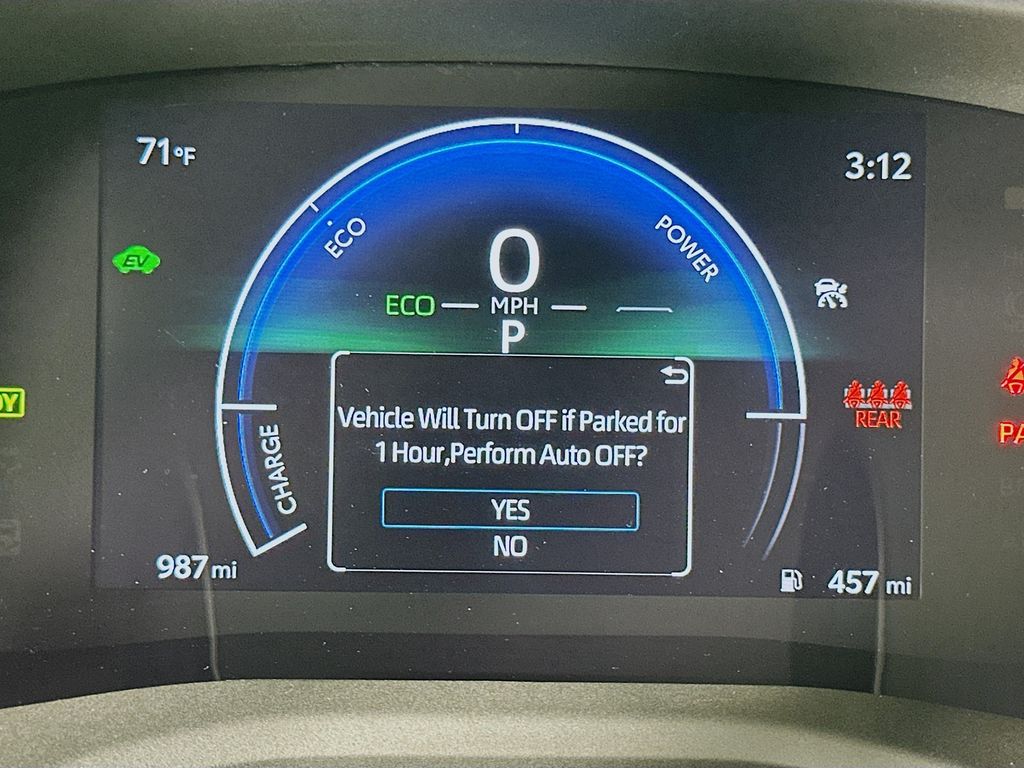 71°F
3:12
ECO
POWER
EV
0
ECO
MPH
P
REAR
CHARGE
Vehicle Will Turn OFF if Parked for
1 Hour,Perform Auto OFF?
YES
NO
987 mi
457 mi